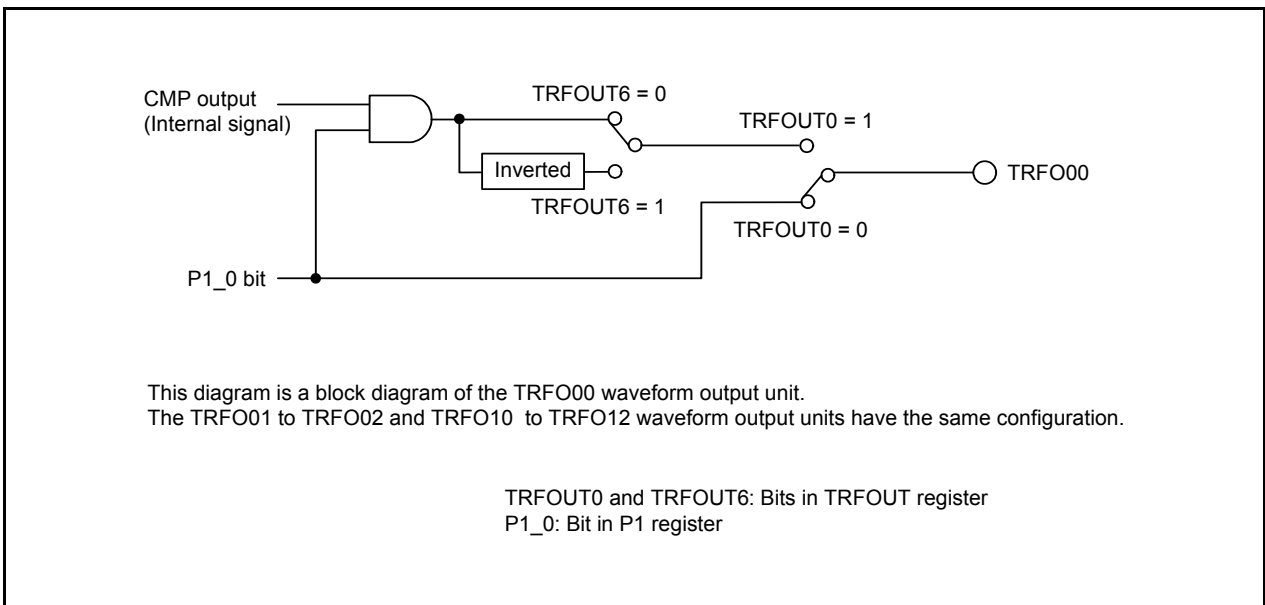 CMP output
(Internal signal)
TRFOUT6 = 0
TRFOUT0 = 1
Inverted
TRFO00
TRFOUT6 = 1
TRFOUT0 = 0
P1_0 bit
This diagram is a block diagram of the TRFO00 waveform output unit.
The TRFO01 to TRFO02 and TRFO10  to TRFO12 waveform output units have the same configuration.
TRFOUT0 and TRFOUT6: Bits in TRFOUT register
P1_0: Bit in P1 register